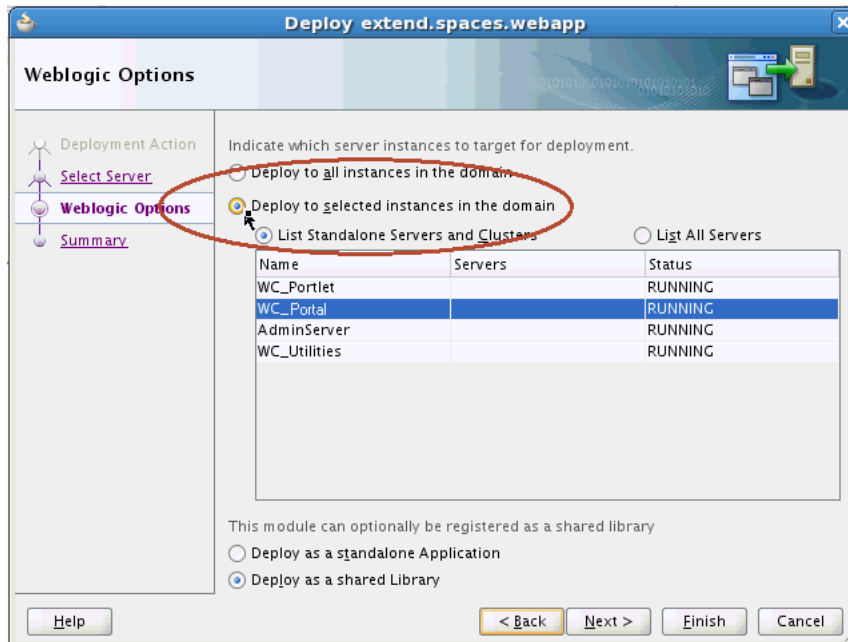 Deploy extend.spaces.webapp
Weblogic Options
Deployment Action
Select Server
Weblogic Options
Summary
Indicate which server instances to target for deployment.
Deploy to all instances in the domain
Deploy to selected instances in the domain
List Standalone Servers and Clusters List All Servers
Name Servers Status
WC_Portlet RUNNING
WC_Portal RUNNING
AdminServer RUNNING
WC_Utilities RUNNING
This module can optionally be registered as a shared library
Deploy as a standalone Application
Deploy as a shared Library
Help < Back Next > Finish Cancel